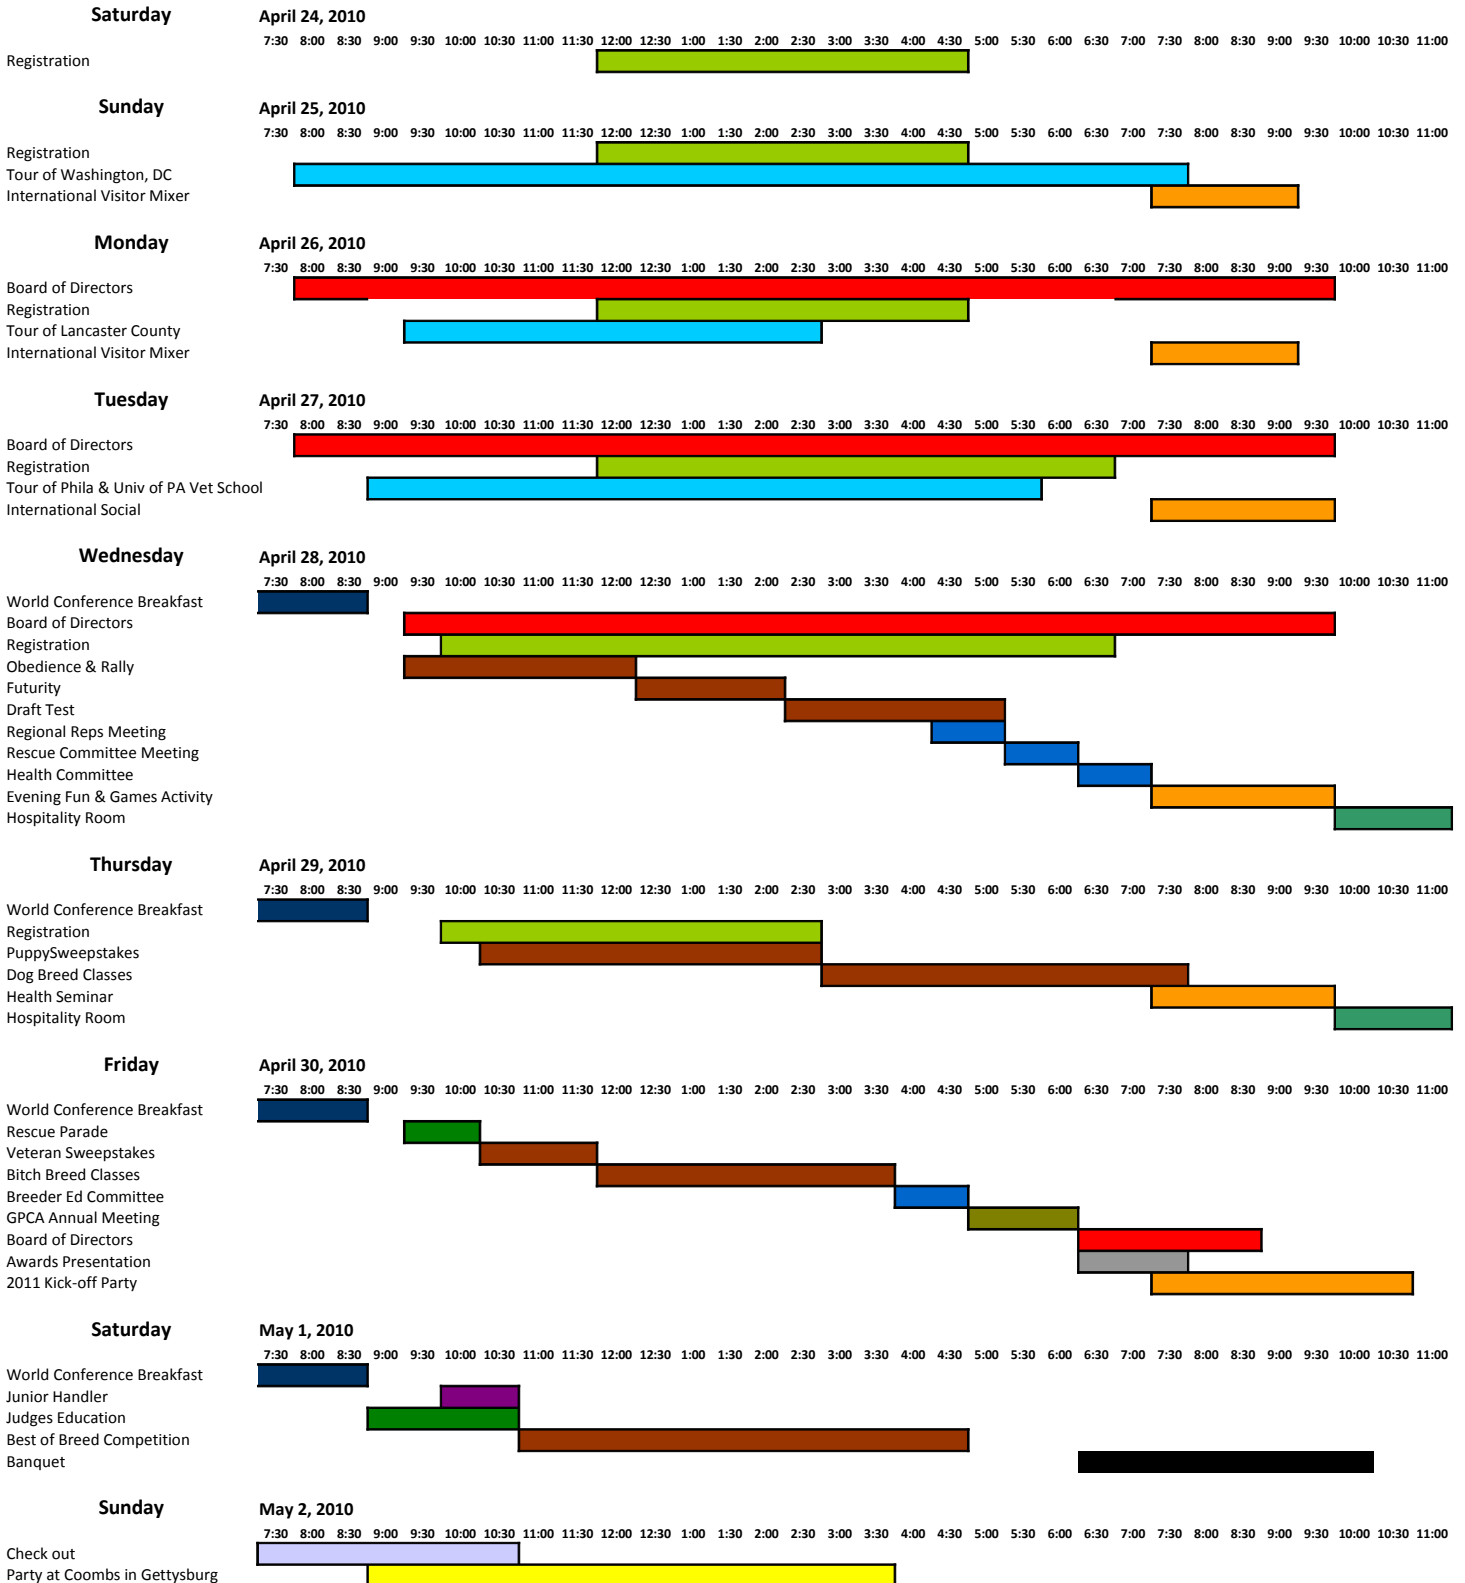 Saturday April 24, 2010
7:30 8:00 8:30 9:00 9:30 10:00 10:30 11:00 11:30 12:00 12:30 1:00 1:30 2:00 2:30 3:00 3:30 4:00 4:30 5:00 5:30 6:00 6:30 7:00 7:30 8:00 8:30 9:00 9:30 10:00 10:30 11:00
Registration
Sunday April 25, 2010
7:30 8:00 8:30 9:00 9:30 10:00 10:30 11:00 11:30 12:00 12:30 1:00 1:30 2:00 2:30 3:00 3:30 4:00 4:30 5:00 5:30 6:00 6:30 7:00 7:30 8:00 8:30 9:00 9:30 10:00 10:30 11:00
Registration
Tour of Washington, DC
International Visitor Mixer
Monday April 26, 2010
7:30 8:00 8:30 9:00 9:30 10:00 10:30 11:00 11:30 12:00 12:30 1:00 1:30 2:00 2:30 3:00 3:30 4:00 4:30 5:00 5:30 6:00 6:30 7:00 7:30 8:00 8:30 9:00 9:30 10:00 10:30 11:00
Board of Directors
Registration
Tour of Lancaster County
International Visitor Mixer
Tuesday April 27, 2010
7:30 8:00 8:30 9:00 9:30 10:00 10:30 11:00 11:30 12:00 12:30 1:00 1:30 2:00 2:30 3:00 3:30 4:00 4:30 5:00 5:30 6:00 6:30 7:00 7:30 8:00 8:30 9:00 9:30 10:00 10:30 11:00
Board of Directors
Registration
Tour of Phila & Univ of PA Vet School
International Social
Wednesday April 28, 2010
7:30 8:00 8:30 9:00 9:30 10:00 10:30 11:00 11:30 12:00 12:30 1:00 1:30 2:00 2:30 3:00 3:30 4:00 4:30 5:00 5:30 6:00 6:30 7:00 7:30 8:00 8:30 9:00 9:30 10:00 10:30 11:00
World Conference Breakfast
Board of Directors
Registration
Obedience & Rally
Futurity
Draft Test
Regional Reps Meeting
Rescue Committee Meeting
Health Committee
Evening Fun & Games Activity
Hospitality Room
Thursday April 29, 2010
7:30 8:00 8:30 9:00 9:30 10:00 10:30 11:00 11:30 12:00 12:30 1:00 1:30 2:00 2:30 3:00 3:30 4:00 4:30 5:00 5:30 6:00 6:30 7:00 7:30 8:00 8:30 9:00 9:30 10:00 10:30 11:00
World Conference Breakfast
Registration
PuppySweepstakes
Dog Breed Classes
Health Seminar
Hospitality Room
Friday April 30, 2010
7:30 8:00 8:30 9:00 9:30 10:00 10:30 11:00 11:30 12:00 12:30 1:00 1:30 2:00 2:30 3:00 3:30 4:00 4:30 5:00 5:30 6:00 6:30 7:00 7:30 8:00 8:30 9:00 9:30 10:00 10:30 11:00
World Conference Breakfast
Rescue Parade
Veteran Sweepstakes
Bitch Breed Classes
Breeder Ed Committee
GPCA Annual Meeting
Board of Directors
Awards Presentation
2011 Kick-off Party
Saturday May 1, 2010
7:30 8:00 8:30 9:00 9:30 10:00 10:30 11:00 11:30 12:00 12:30 1:00 1:30 2:00 2:30 3:00 3:30 4:00 4:30 5:00 5:30 6:00 6:30 7:00 7:30 8:00 8:30 9:00 9:30 10:00 10:30 11:00
World Conference Breakfast
Junior Handler
Judges Education
Best of Breed Competition
Banquet
Sunday May 2, 2010
7:30 8:00 8:30 9:00 9:30 10:00 10:30 11:00 11:30 12:00 12:30 1:00 1:30 2:00 2:30 3:00 3:30 4:00 4:30 5:00 5:30 6:00 6:30 7:00 7:30 8:00 8:30 9:00 9:30 10:00 10:30 11:00
Check out
Party at Coombs in Gettysburg